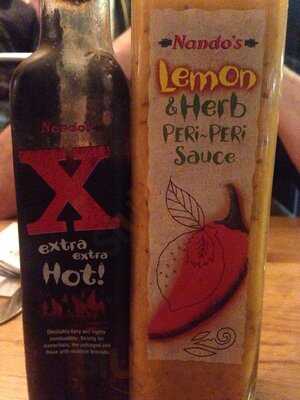 Nando's
X
extra
extra
Hot!
Nando's
Lemon
& Herb
PERi-PERi
Sauce